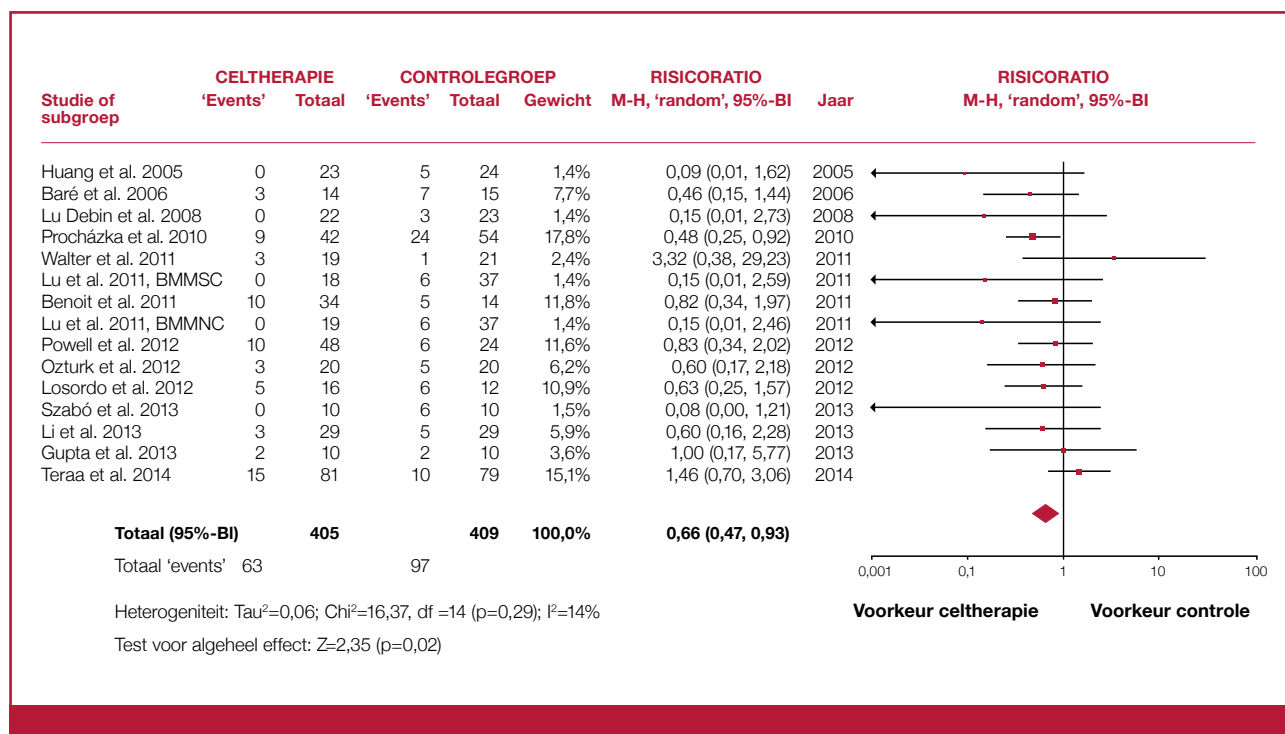 CELTHERAPIE CONTROLEGROEP RISICORATIO RISICORATIO
Studie of subgroep ‘Events’ Totaal ‘Events’ Totaal Gewicht M-H, ‘random’, 95%-BI Jaar M-H, ‘random’, 95%-BI
Huang et al. 2005 0 23 5 24 1,4% 0,09 (0,01, 1,62) 2005
Baré et al. 2006 3 14 7 15 7,7% 0,46 (0,15, 1,44) 2006
Lu Debin et al. 2008 0 22 3 23 1,4% 0,15 (0,01, 2,73) 2008
Procházka et al. 2010 9 42 24 54 17,8% 0,48 (0,25, 0,92) 2010
Walter et al. 2011 3 19 1 21 2,4% 3,32 (0,38, 29,23) 2011
Lu et al. 2011, BMMSC 0 18 6 37 1,4% 0,15 (0,01, 2,59) 2011
Benoit et al. 2011 10 34 5 14 11,8% 0,82 (0,34, 1,97) 2011
Lu et al. 2011, BMMNC 0 19 6 37 1,4% 0,15 (0,01, 2,46) 2011
Powell et al. 2012 10 48 6 24 11,6% 0,83 (0,34, 2,02) 2012
Ozturk et al. 2012 3 20 5 20 6,2% 0,60 (0,17, 2,18) 2012
Losordo et al. 2012 5 16 6 12 10,9% 0,63 (0,25, 1,57) 2012
Szabó et al. 2013 0 10 6 10 1,5% 0,08 (0,00, 1,21) 2013
Li et al. 2013 3 29 5 29 5,9% 0,60 (0,16, 2,28) 2013
Gupta et al. 2013 2 10 2 10 3,6% 1,00 (0,17, 5,77) 2013
Teraa et al. 2014 15 81 10 79 15,1% 1,46 (0,70, 3,06) 2014
Totaal (95%-BI) 405 409 100,0% 0,66 (0,47, 0,93)
Totaal ‘events’ 63 97
0,001 0,1 1 10 100
Heterogeniteit: Tau²=0,06; Chi²=16,37, df =14 (p=0,29); I²=14%
Voorkeur celtherapie Voorkeur controle
Test voor algeheel effect: Z=2,35 (p=0,02)